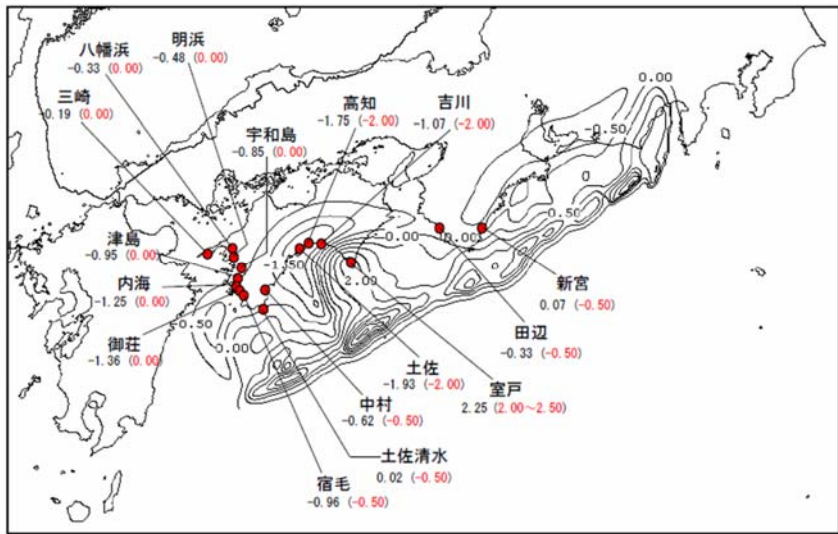 八幡浜
-0.33 (0.00)
明浜
-0.48 (0.00)
三崎
-0.19 (0.00)
宇和島
-0.85 (0.00)
高知
-1.75 (-2.00)
吉川
-1.07 (-2.00)
0.00
-0.50
0.50
-0.00
0.00
-1.50
2.00
津島
-0.95 (0.00)
内海
-1.25 (0.00)
御荘
-1.36 (0.00)
-0.50
0.00
新宮
0.07 (-0.50)
田辺
-0.33 (-0.50)
土佐
-1.93 (-2.00)
室戸
2.25 (2.00～2.50)
中村
-0.62 (-0.50)
土佐清水
0.02 (-0.50)
宿毛
-0.96 (-0.50)